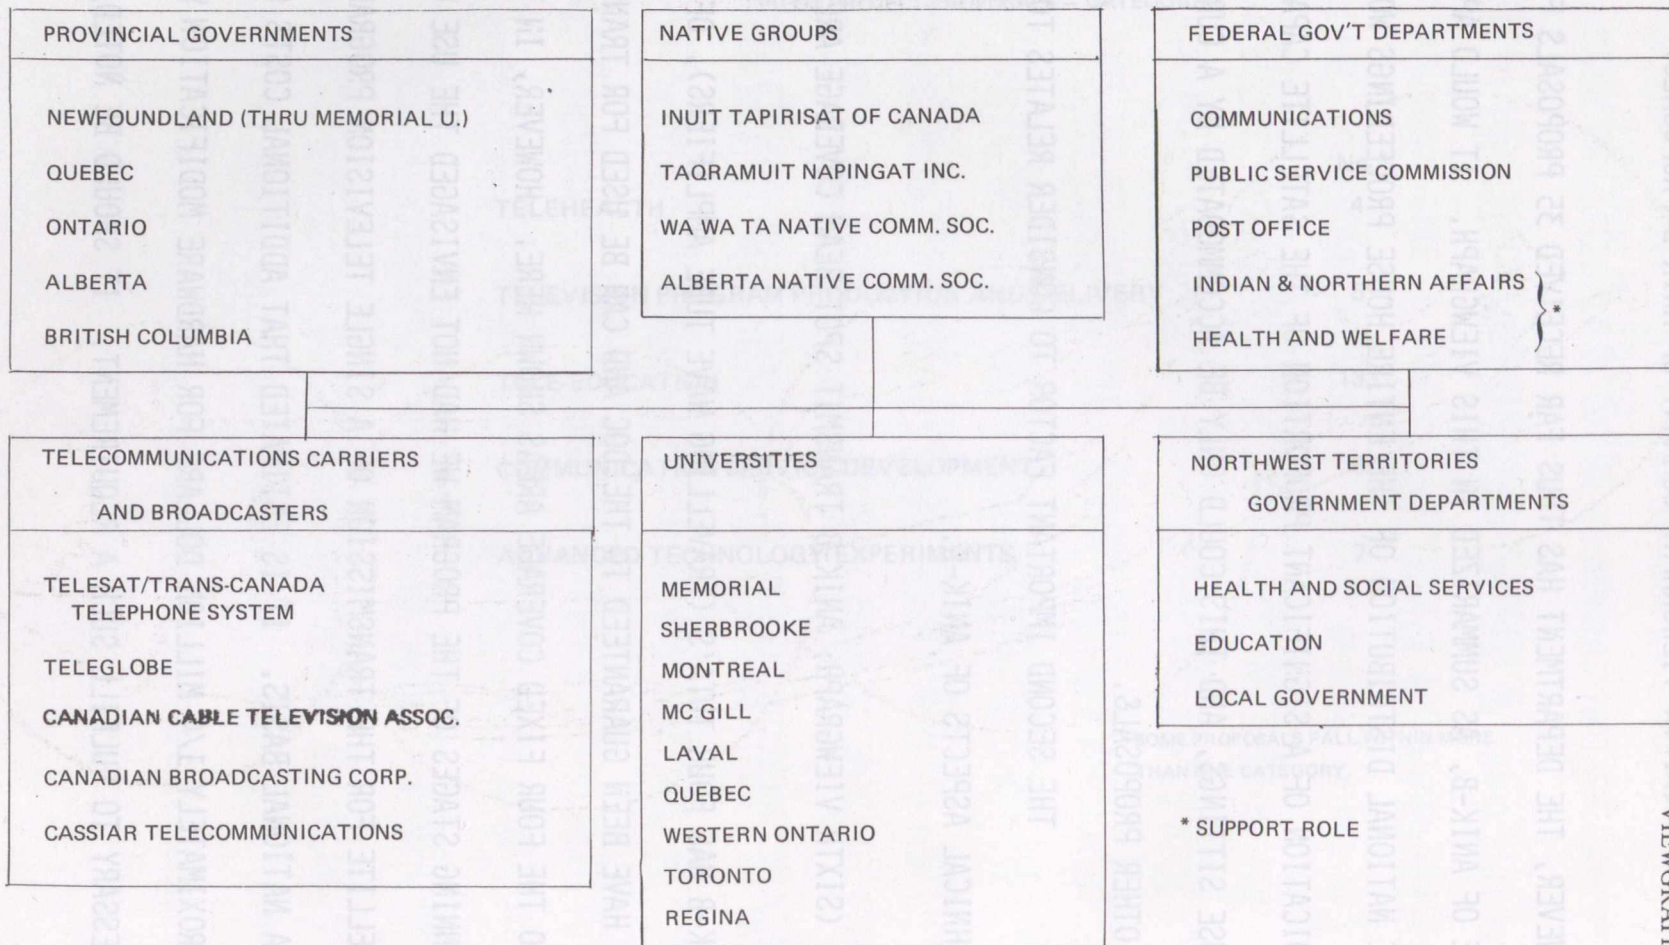 PROVINCIAL GOVERNMENTS
NEWFOUNDLAND (THRU MEMORIAL U.)
QUEBEC
ONTARIO
ALBERTA
BRITISH COLUMBIA
NATIVE GROUPS
INUIT TAPIRISAT OF CANADA
TAQRAMUIT NAPINGAT INC.
WA WA TA NATIVE COMM. SOC.
ALBERTA NATIVE COMM. SOC.
FEDERAL GOV'T DEPARTMENTS
COMMUNICATIONS
PUBLIC SERVICE COMMISSION
POST OFFICE
INDIAN & NORTHERN AFFAIRS
HEALTH AND WELFARE
*
TELECOMMUNICATIONS CARRIERS
AND BROADCASTERS
TELESAT/TRANS-CANADA
TELEPHONE SYSTEM
TELEGLOBE
CANADIAN CABLE TELEVISION ASSOC.
CANADIAN BROADCASTING CORP.
CASSIAR TELECOMMUNICATIONS
UNIVERSITIES
MEMORIAL
SHERBROOKE
MONTREAL
MC GILL
LAVAL
QUEBEC
WESTERN ONTARIO
TORONTO
REGINA
NORTHWEST TERRITORIES
GOVERNMENT DEPARTMENTS
HEALTH AND SOCIAL SERVICES
EDUCATION
LOCAL GOVERNMENT
* SUPPORT ROLE